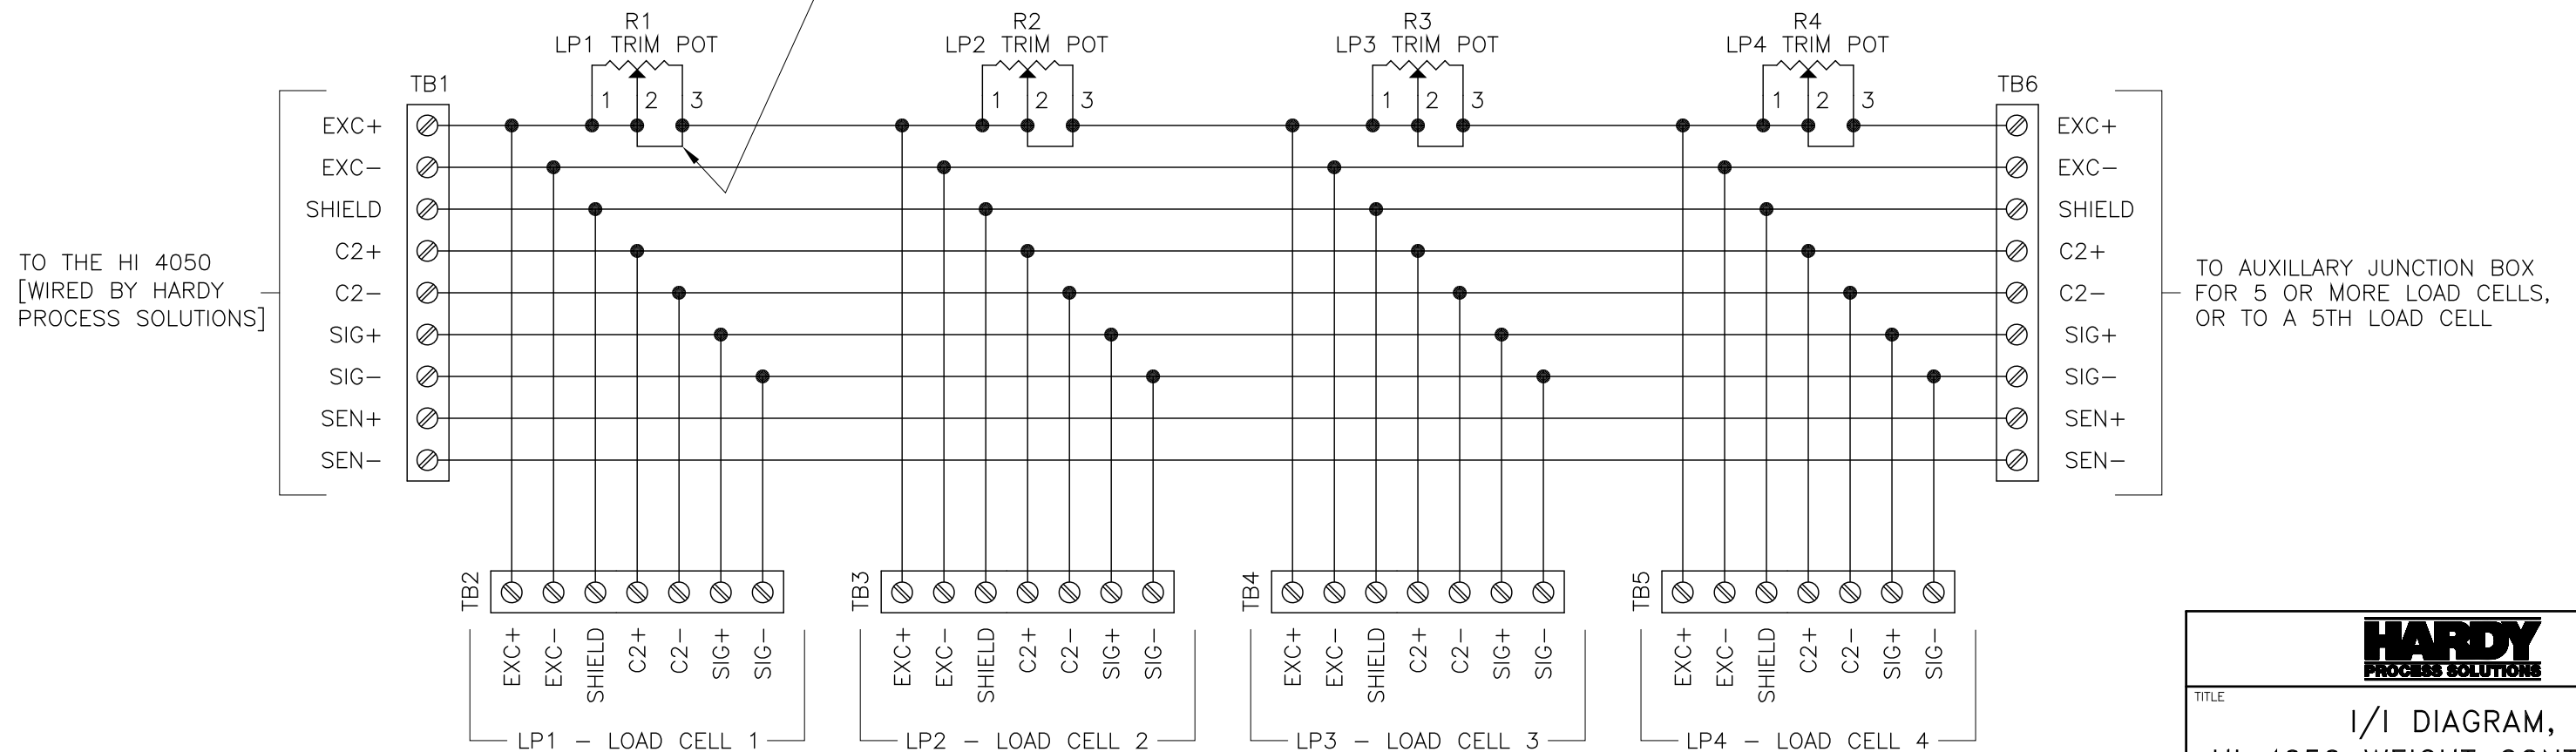 R1
LP1 TRIM POT
R2
LP2 TRIM POT
R3
LP3 TRIM POT
R4
LP4 TRIM POT
1 2 3
1 2 3
1 2 3
1 2 3
TB1
TB6
EXC+
EXC-
SHIELD
C2+
C2-
SIG+
SIG-
SEN+
SEN-
TO THE HI 4050
[WIRED BY HARDY
PROCESS SOLUTIONS]
EXC+
EXC-
SHIELD
C2+
C2-
SIG+
SIG-
SEN+
SEN-
TO AUXILLARY JUNCTION BOX
FOR 5 OR MORE LOAD CELLS,
OR TO A 5TH LOAD CELL
TB2
EXC+
EXC-
SHIELD
C2+
C2-
SIG+
SIG-
LP1 - LOAD CELL 1
TB3
EXC+
EXC-
SHIELD
C2+
C2-
SIG+
SIG-
LP2 - LOAD CELL 2
TB4
EXC+
EXC-
SHIELD
C2+
C2-
SIG+
SIG-
LP3 - LOAD CELL 3
TB5
EXC+
EXC-
SHIELD
C2+
C2-
SIG+
SIG-
LP4 - LOAD CELL 4
HARDY
PROCESS SOLUTIONS
TITLE
I/I DIAGRAM,